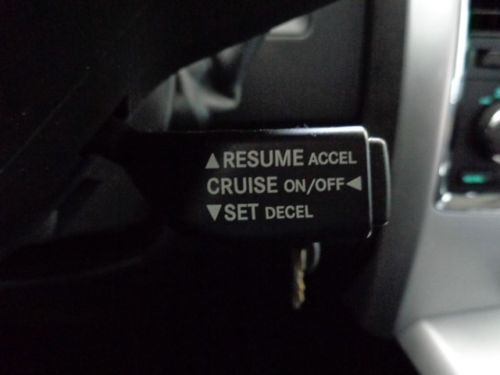 ▲RESUME ACCEL
CRUISE ON/OFF◄
▼SET DECEL